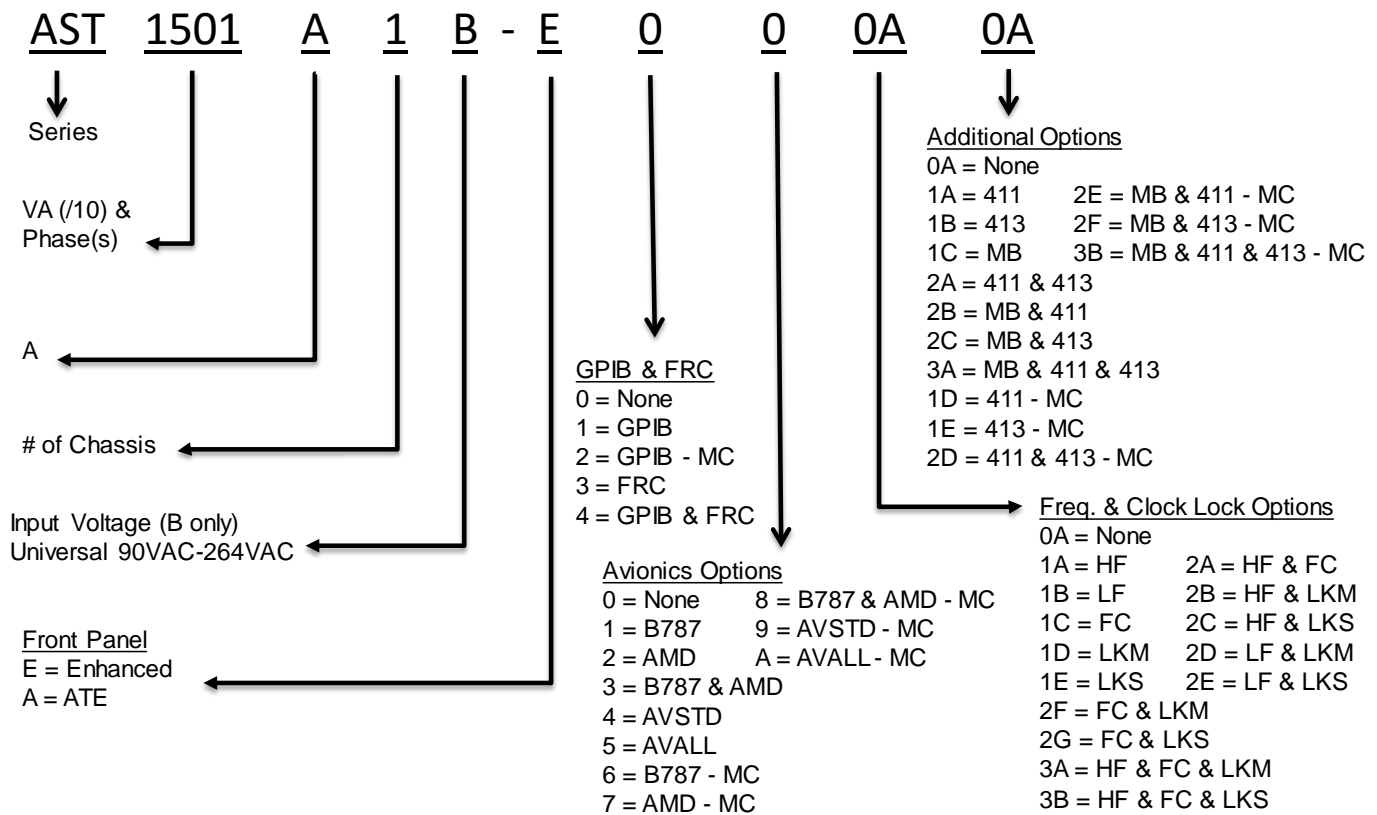 AST 1501 A 1 B - E 0 0 0A 0A
Series
VA (/10) &
Phase(s)
A
# of Chassis
Input Voltage (B only)
Universal 90VAC-264VAC
Front Panel
E = Enhanced
A = ATE
GPIB & FRC
0 = None
1 = GPIB
2 = GPIB - MC
3 = FRC
4 = GPIB & FRC
Avionics Options
0 = None 8 = B787 & AMD - MC
1 = B787 9 = AVSTD - MC
2 = AMD A = AVALL - MC
3 = B787 & AMD
4 = AVSTD
5 = AVALL
6 = B787 - MC
7 = AMD - MC
Additional Options
0A = None
1A = 411 2E = MB & 411 - MC
1B = 413 2F = MB & 413 - MC
1C = MB 3B = MB & 411 & 413 - MC
2A = 411 & 413
2B = MB & 411
2C = MB & 413
3A = MB & 411 & 413
1D = 411 - MC
1E = 413 - MC
2D = 411 & 413 - MC
Freq. & Clock Lock Options
0A = None
1A = HF 2A = HF & FC
1B = LF 2B = HF & LKM
1C = FC 2C = HF & LKS
1D = LKM 2D = LF & LKM
1E = LKS 2E = LF & LKS
2F = FC & LKM
2G = FC & LKS
3A = HF & FC & LKM
3B = HF & FC & LKS